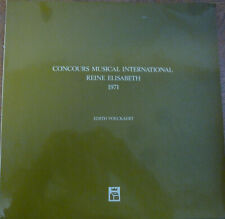 CONCOURS MUSICAL INTERNATIONAL
REINE ELISABETH
1971
EDITH VOLCKAERT